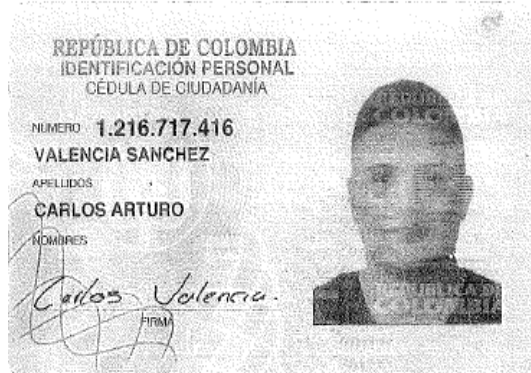 REPÚBLICA DE COLOMBIA
IDENTIFICACIÓN PERSONAL
CÉDULA DE CIUDADANÍA
NUMERO 1.216.717.416
VALENCIA SANCHEZ
APELLIDOS
CARLOS ARTURO
NOMBRES
Carlos Valencia.
FIRMA